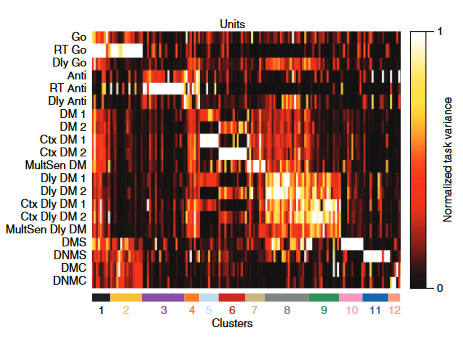 Units
Go
RT Go
Dly Go
Anti
RT Anti
Dly Anti
DM 1
DM 2
Ctx DM 1
Ctx DM 2
MultSen DM
Dly DM 1
Dly DM 2
Ctx Dly DM 1
Ctx Dly DM 2
MultSen Dly DM
DMS
DNMS
DMC
DNMC
1 2 3 4 5 6 7 8 9 10 11 12
Clusters
1
Normalized task variance
0